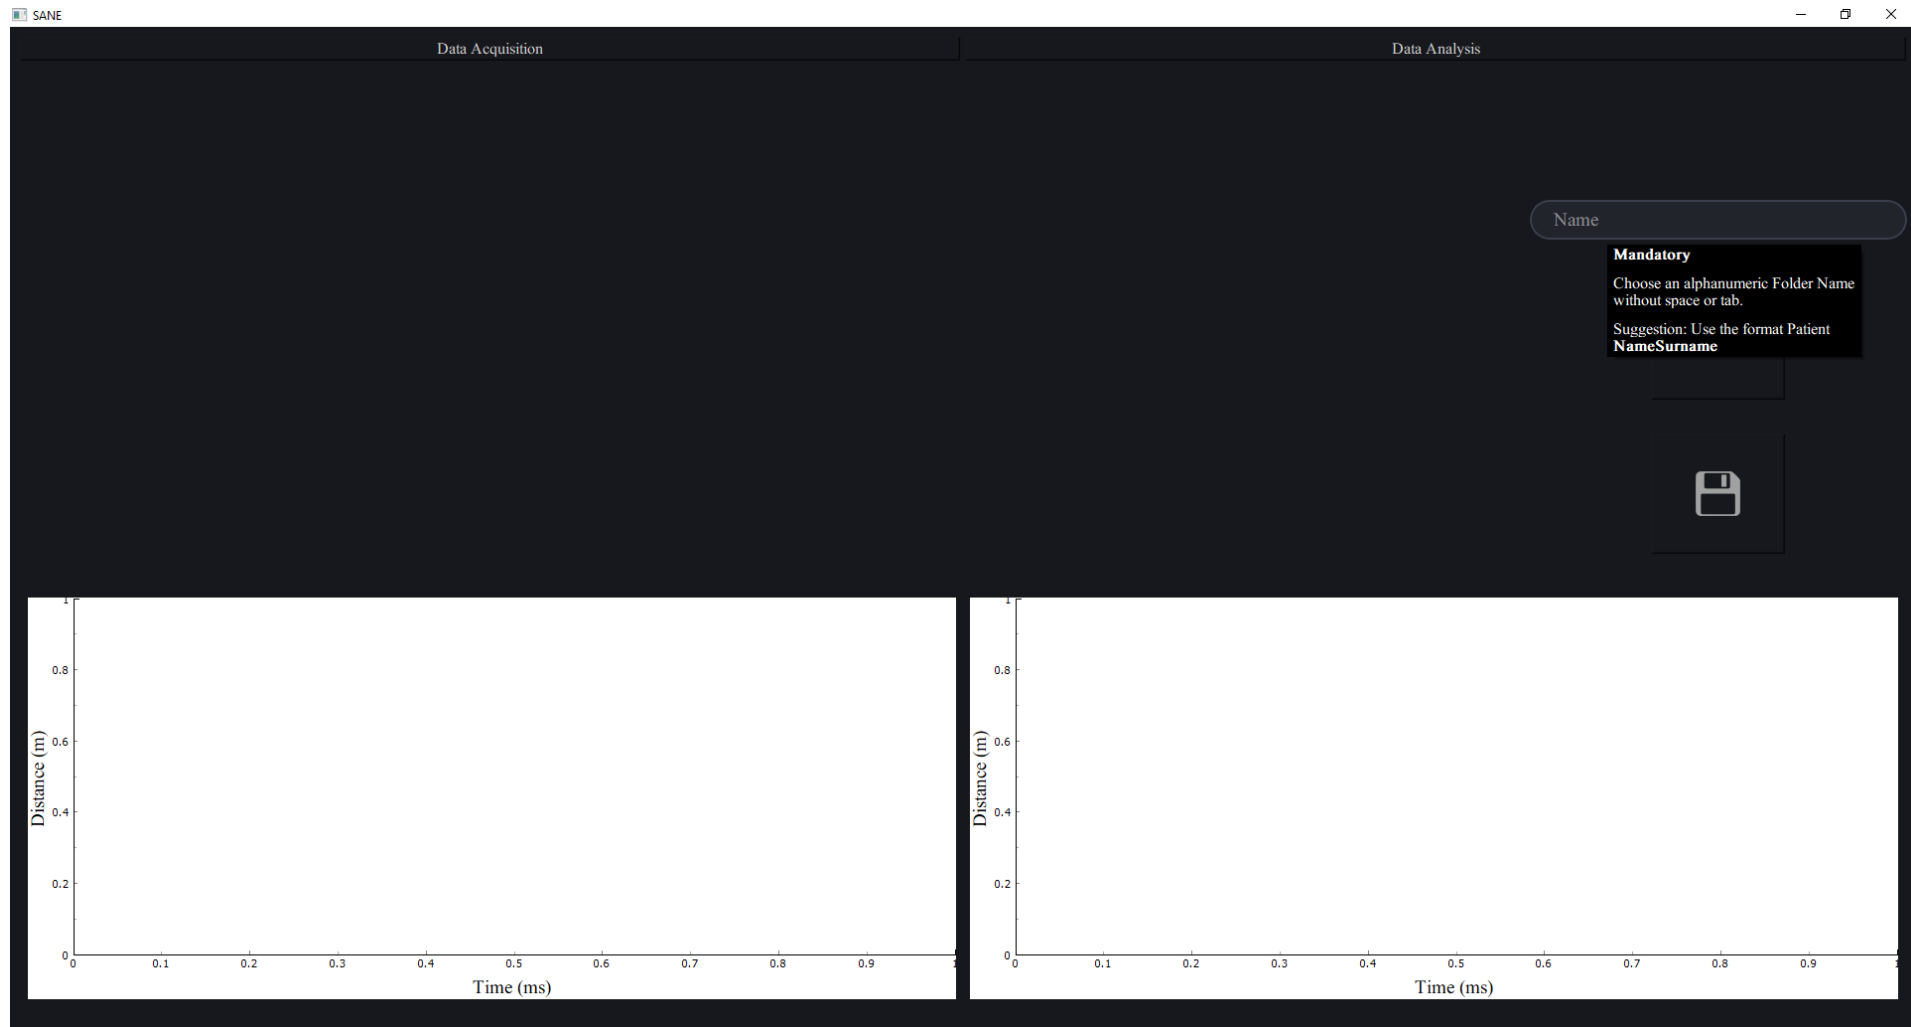 SANE
Data Acquisition
Data Analysis
Name
Mandatory
Choose an alphanumeric Folder Name
without space or tab.
Suggestion: Use the format Patient
NameSurname
1
0.8
0.6
0.4
0.2
0
Distance (m)
0 0.1 0.2 0.3 0.4 0.5 0.6 0.7 0.8 0.9 1
Time (ms)
1
0.8
0.6
0.4
0.2
0
Distance (m)
0 0.1 0.2 0.3 0.4 0.5 0.6 0.7 0.8 0.9 1
Time (ms)